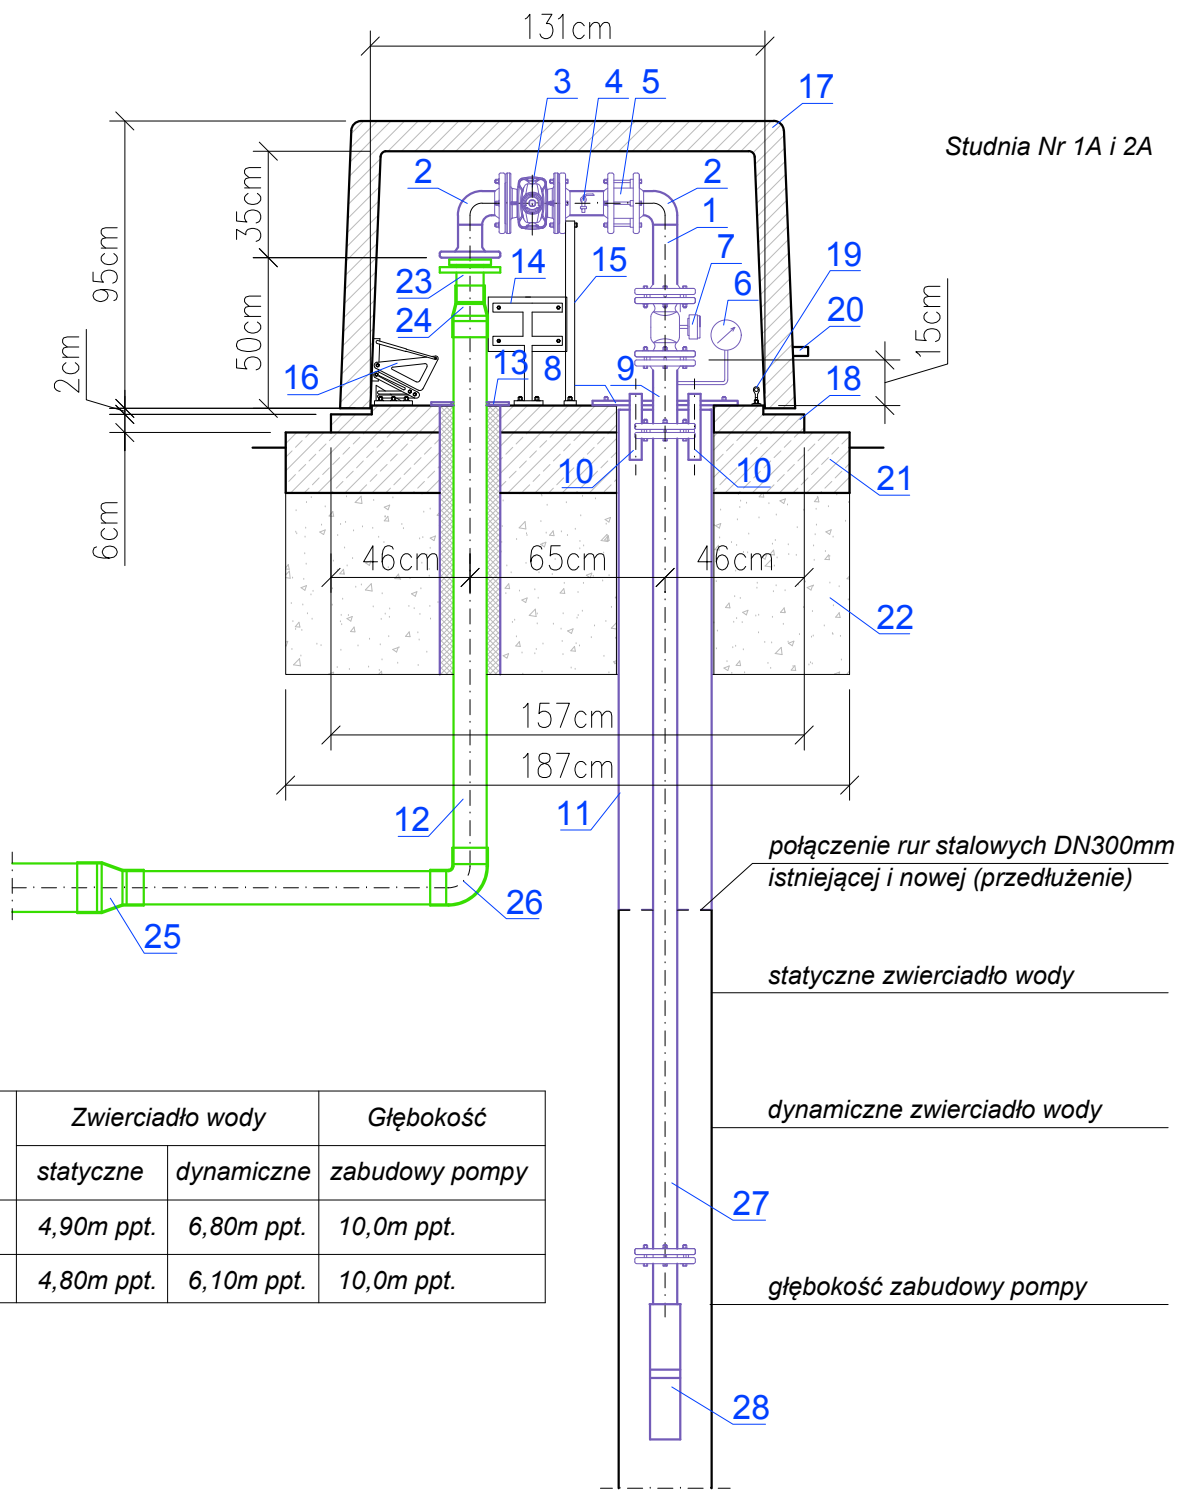 131cm
3
4
5
17
Studnia Nr 1A i 2A
2
2
35cm
95cm
1
7
19
14
15
6
23
20
24
15cm
50cm
2cm
16
13
8
9
18
10
10
21
6cm
46cm
65cm
46cm
22
157cm
187cm
12
11
połączenie rur stalowych DN300mm
istniejącej i nowej (przedłużenie)
26
25
statyczne zwierciadło wody
dynamiczne zwierciadło wody
Zwierciadło wody Głębokość
statyczne dynamiczne zabudowy pompy
4,90m ppt. 6,80m ppt. 10,0m ppt.
4,80m ppt. 6,10m ppt. 10,0m ppt.
27
głębokość zabudowy pompy
28